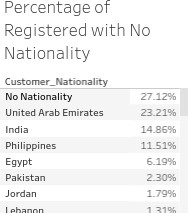 Percentage of
Registered with No
Nationality
Customer_Nationality
No Nationality 27.12%
United Arab Emirates 23.21%
India 14.86%
Philippines 11.51%
Egypt 6.19%
Pakistan 2.30%
Jordan 1.79%
Lebanon 1.31%